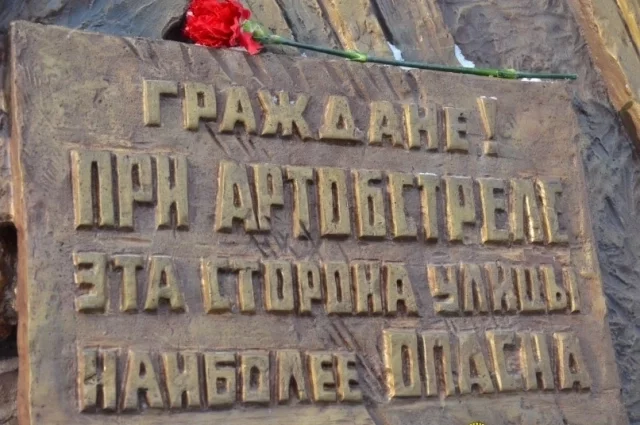 ГРАЖДАНЕ!
ПРИ АРТОБСТРЕЛЕ
ЭТА СТОРОНА УЛИЦЫ
НАИБОЛЕЕ ОПАСНА